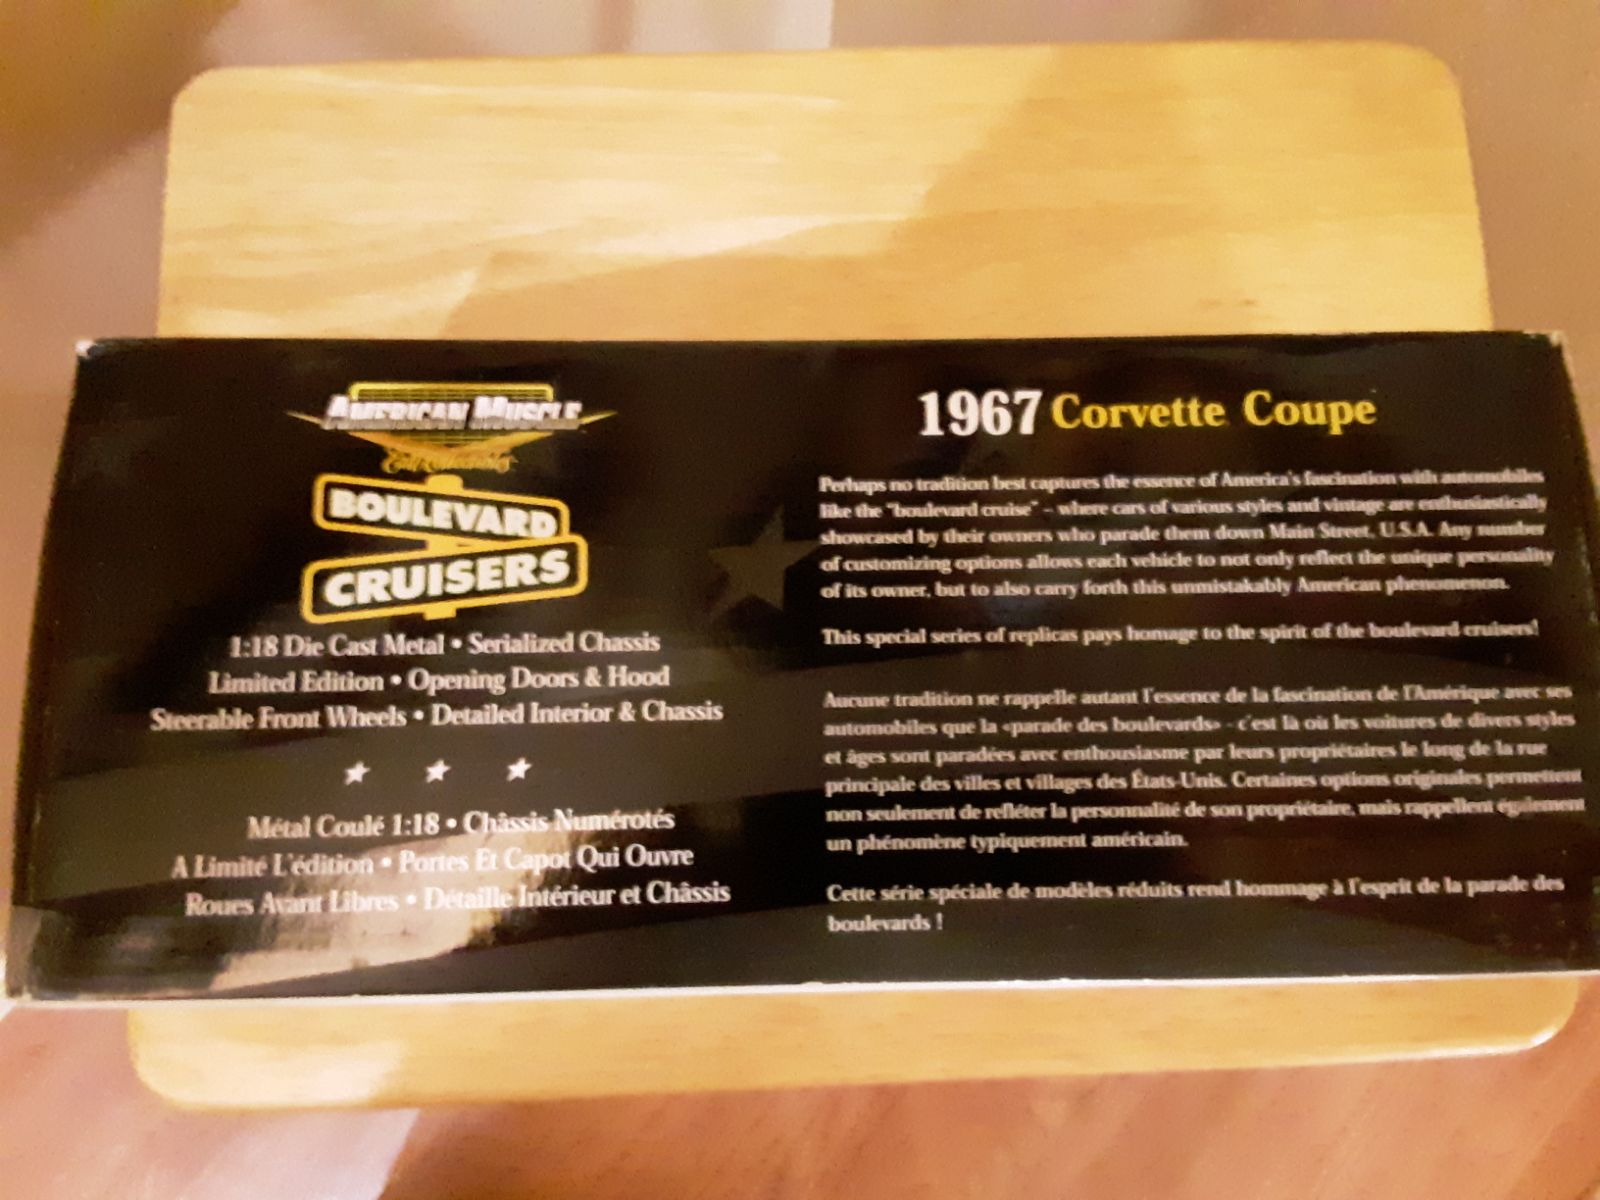 AMERICAN MUSCLE
Ertl Collectibles
BOULEVARD
CRUISERS
1:18 Die Cast Metal • Serialized Chassis
Limited Edition • Opening Doors & Hood
Steerable Front Wheels • Detailed Interior & Chassis
Métal Coulé 1:18 • Châssis Numérotés
A Limité L'édition • Portes Et Capot Qui Ouvre
Roues Avant Libres • Détaille Intérieur et Châssis
1967 Corvette Coupe
Perhaps no tradition best captures the essence of America's fascination with automobiles
like the "boulevard cruise" – where cars of various styles and vintage are enthusiastically
showcased by their owners who parade them down Main Street, U.S.A. Any number
of customizing options allows each vehicle to not only reflect the unique personality
of its owner, but to also carry forth this unmistakably American phenomenon.
This special series of replicas pays homage to the spirit of the boulevard cruisers!
Aucune tradition ne rappelle autant l'essence de la fascination de l'Amérique avec ses
automobiles que la «parade des boulevards» - c'est là où les voitures de divers styles
et âges sont paradées avec enthousiasme par leurs propriétaires le long de la rue
principale des villes et villages des États-Unis. Certaines options originales permettent
non seulement de refléter la personnalité de son propriétaire, mais rappellent également
un phénomène typiquement américain.
Cette série spéciale de modèles réduits rend hommage à l'esprit de la parade des
boulevards !